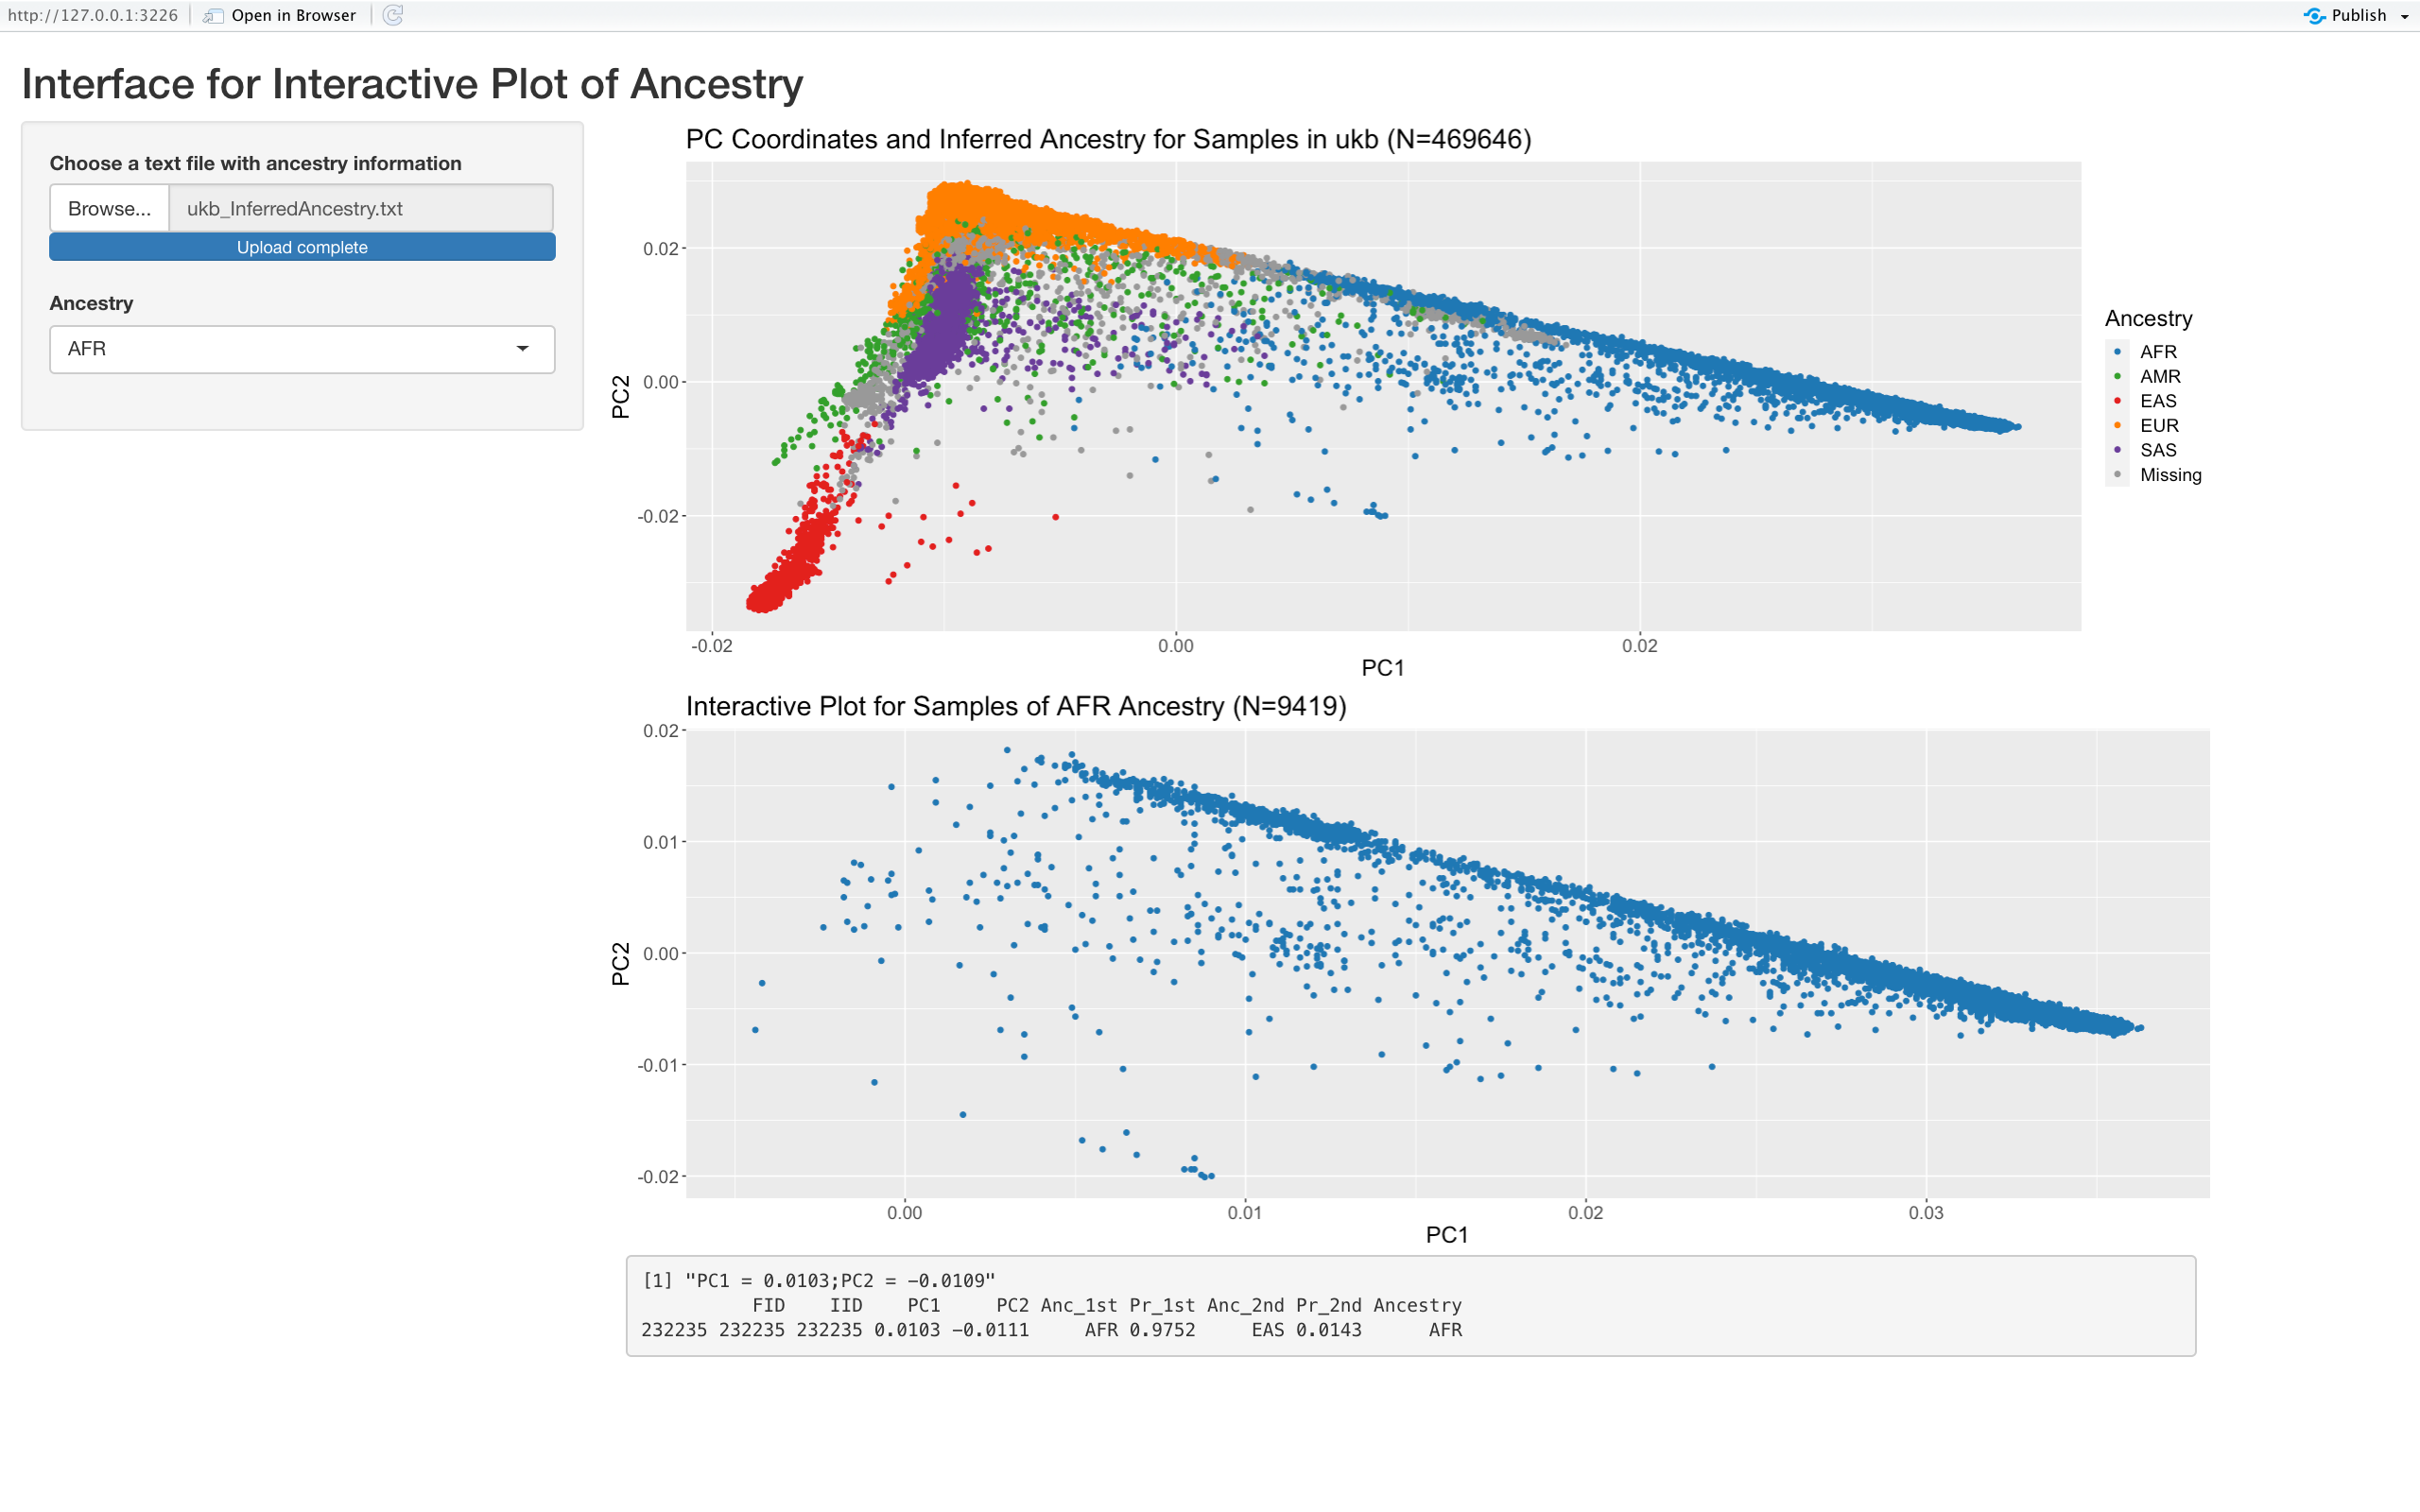 http://127.0.0.1:3226 Open in Browser Publish
Interface for Interactive Plot of Ancestry
Choose a text file with ancestry information
Browse... ukb_InferredAncestry.txt
Upload complete
Ancestry
AFR
PC Coordinates and Inferred Ancestry for Samples in ukb (N=469646)
PC2
0.02
0.00
-0.02
-0.02 0.00 0.02
PC1
Ancestry
AFR
AMR
EAS
EUR
SAS
Missing
Interactive Plot for Samples of AFR Ancestry (N=9419)
PC2
0.02
0.01
0.00
-0.01
-0.02
0.00 0.01 0.02 0.03
PC1
[1] "PC1 = 0.0103;PC2 = -0.0109"
FID IID PC1 PC2 Anc_1st Pr_1st Anc_2nd Pr_2nd Ancestry
232235 232235 232235 0.0103 -0.0111 AFR 0.9752 EAS 0.0143 AFR